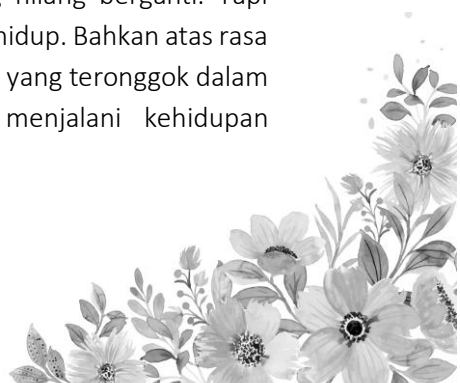 hilang berganti. Tapi
hidup. Bahkan atas rasa
yang teronggok dalam
menjalani kehidupan